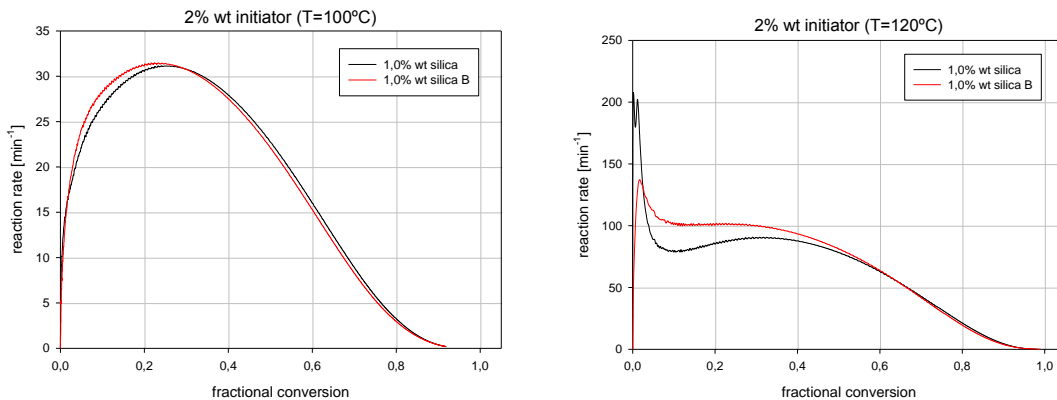 2% wt initiator (T=100ºC)
35
30
25
20
15
10
5
0
reaction rate [min⁻¹]
1,0% wt silica
1,0% wt silica B
0,0 0,2 0,4 0,6 0,8 1,0
fractional conversion
2% wt initiator (T=120ºC)
250
200
150
100
50
0
reaction rate [min⁻¹]
1,0% wt silica
1,0% wt silica B
0,0 0,2 0,4 0,6 0,8 1,0
fractional conversion